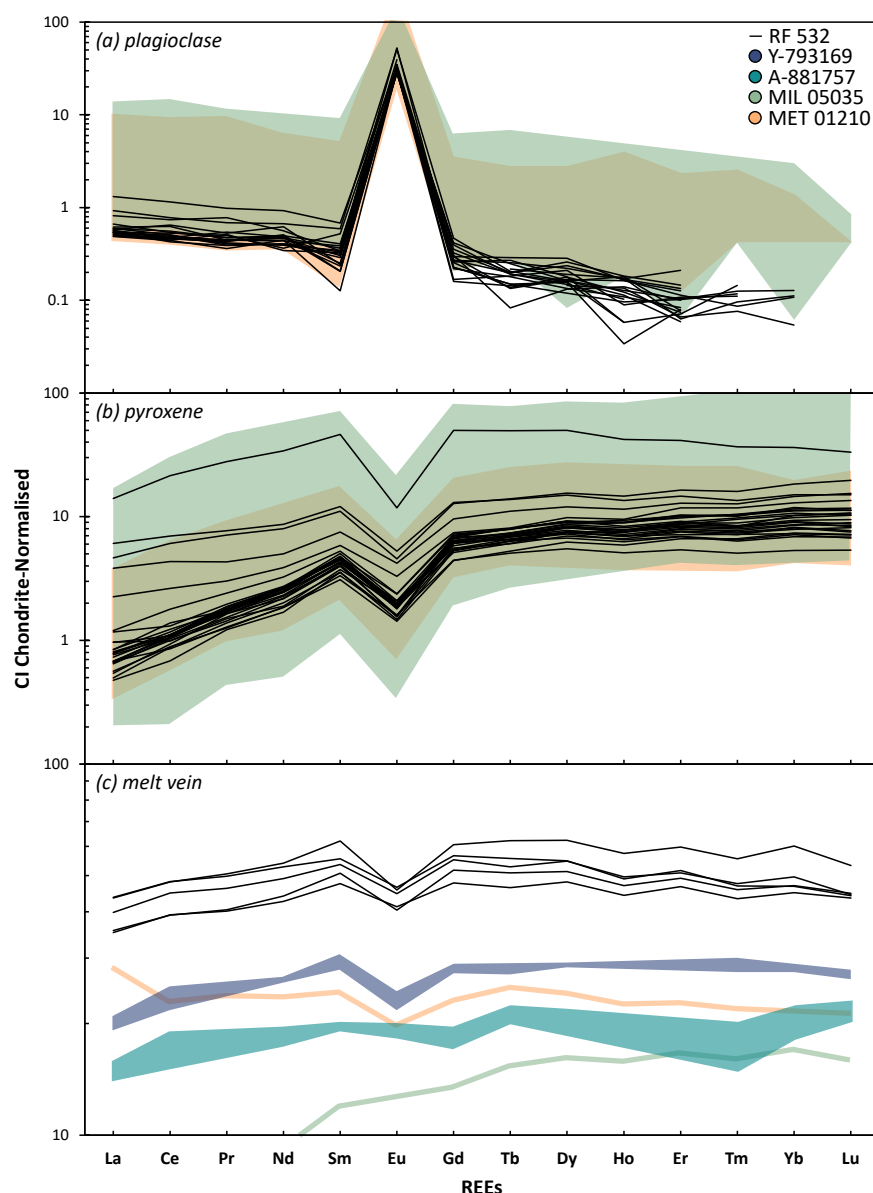 100
(a) plagioclase
RF 532
Y-793169
A-881757
MIL 05035
MET 01210
10
1
0.1
100
(b) pyroxene
10
1
CI Chondrite-Normalised
100
(c) melt vein
10
La Ce Pr Nd Sm Eu Gd Tb Dy Ho Er Tm Yb Lu
REEs